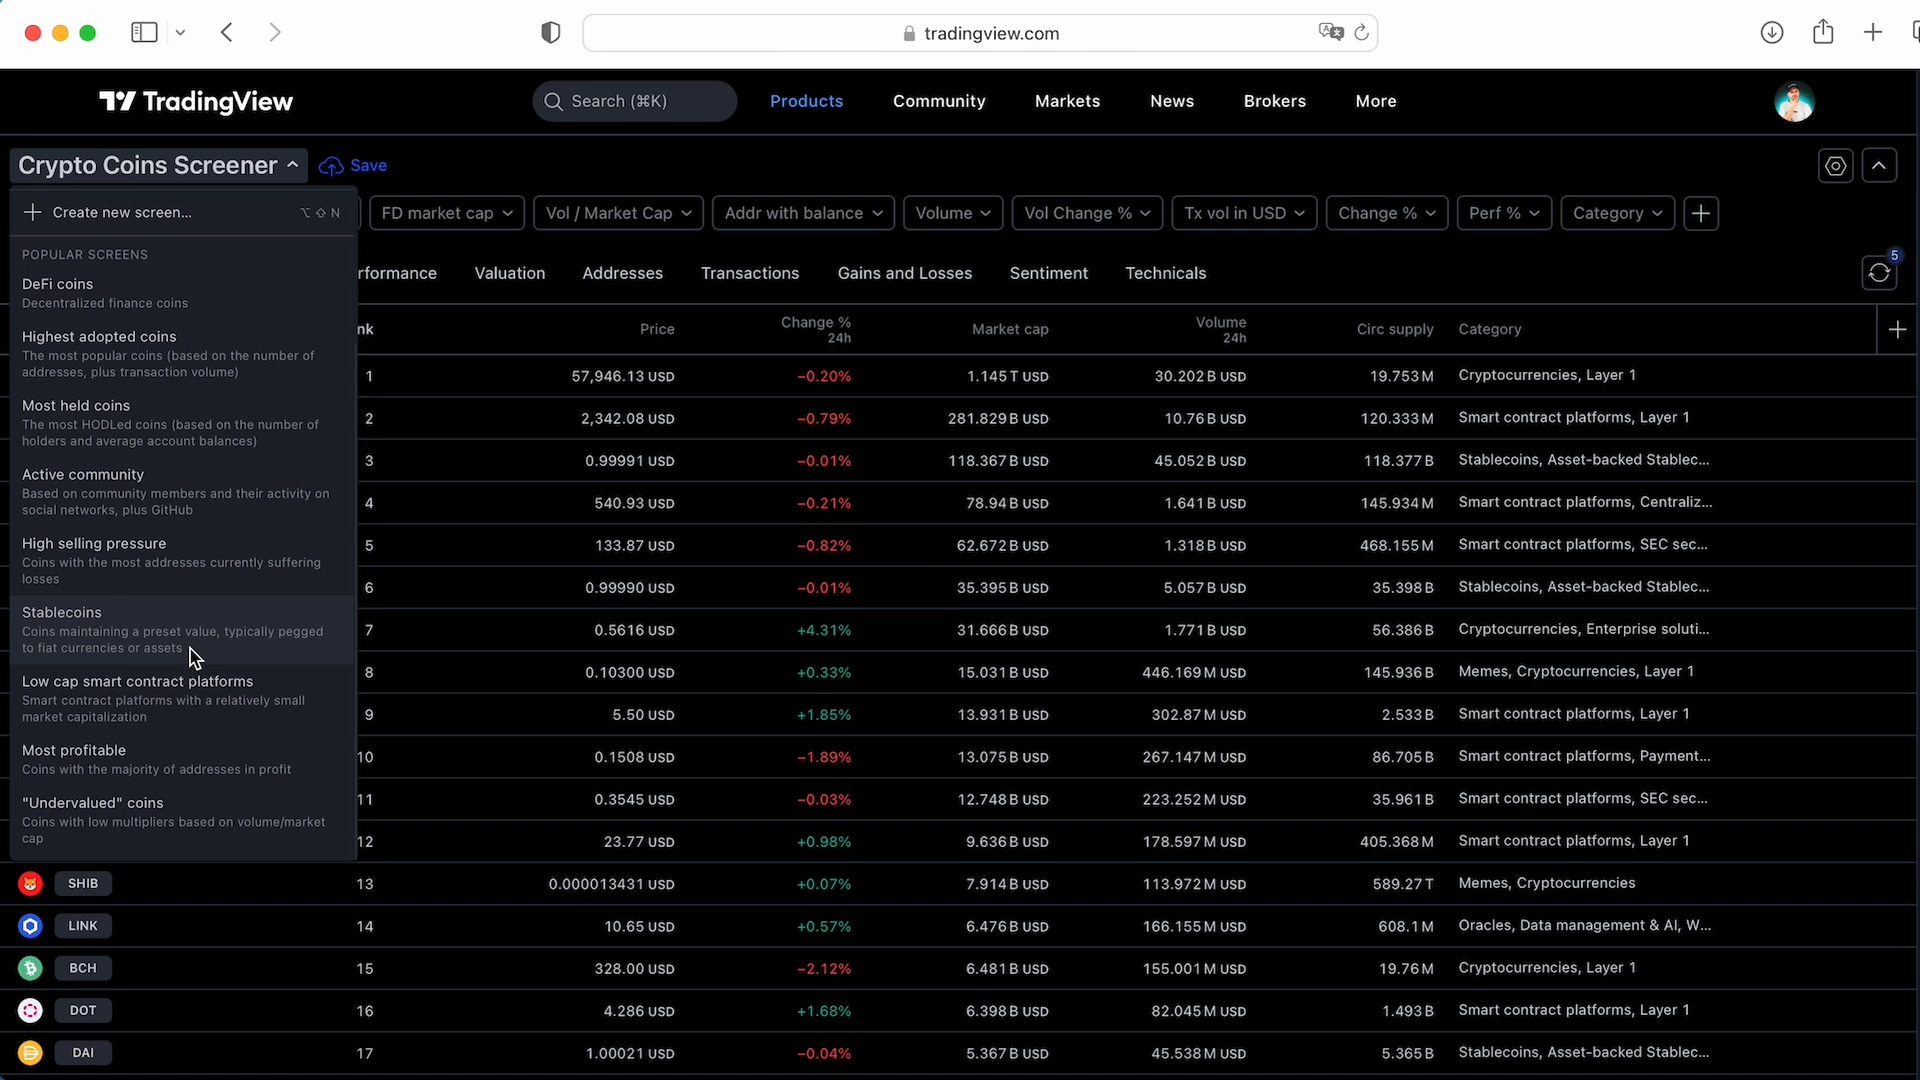 tradingview.com
TradingView
Search (⌘K)
Products
Community
Markets
News
Brokers
More
Crypto Coins Screener
Save
Create new screen...
⌥ ⇧ N
FD market cap
Vol / Market Cap
Addr with balance
Volume
Vol Change %
Tx vol in USD
Change %
Perf %
Category
POPULAR SCREENS
DeFi coins
Decentralized finance coins
Highest adopted coins
The most popular coins (based on the number of
addresses, plus transaction volume)
Most held coins
The most HODLed coins (based on the number of
holders and average account balances)
Active community
Based on community members and their activity on
social networks, plus GitHub
High selling pressure
Coins with the most addresses currently suffering
losses
Stablecoins
Coins maintaining a preset value, typically pegged
to fiat currencies or assets
Low cap smart contract platforms
Smart contract platforms with a relatively small
market capitalization
Most profitable
Coins with the majority of addresses in profit
"Undervalued" coins
Coins with low multipliers based on volume/market
cap
rformance
Valuation
Addresses
Transactions
Gains and Losses
Sentiment
Technicals
5
nk
Price
Change %
24h
Market cap
Volume
24h
Circ supply
Category
1 57,946.13 USD −0.20% 1.145 T USD 30.202 B USD 19.753 M Cryptocurrencies, Layer 1
2 2,342.08 USD −0.79% 281.829 B USD 10.76 B USD 120.333 M Smart contract platforms, Layer 1
3 0.99991 USD −0.01% 118.367 B USD 45.052 B USD 118.377 B Stablecoins, Asset-backed Stablec...
4 540.93 USD −0.21% 78.94 B USD 1.641 B USD 145.934 M Smart contract platforms, Centraliz...
5 133.87 USD −0.82% 62.672 B USD 1.318 B USD 468.155 M Smart contract platforms, SEC sec...
6 0.99990 USD −0.01% 35.395 B USD 5.057 B USD 35.398 B Stablecoins, Asset-backed Stablec...
7 0.5616 USD +4.31% 31.666 B USD 1.771 B USD 56.386 B Cryptocurrencies, Enterprise soluti...
8 0.10300 USD +0.33% 15.031 B USD 446.169 M USD 145.936 B Memes, Cryptocurrencies, Layer 1
9 5.50 USD +1.85% 13.931 B USD 302.87 M USD 2.533 B Smart contract platforms, Layer 1
10 0.1508 USD −1.89% 13.075 B USD 267.147 M USD 86.705 B Smart contract platforms, Payment...
11 0.3545 USD −0.03% 12.748 B USD 223.252 M USD 35.961 B Smart contract platforms, SEC sec...
12 23.77 USD +0.98% 9.636 B USD 178.597 M USD 405.368 M Smart contract platforms, Layer 1
SHIB 13 0.000013431 USD +0.07% 7.914 B USD 113.972 M USD 589.27 T Memes, Cryptocurrencies
LINK 14 10.65 USD +0.57% 6.476 B USD 166.155 M USD 608.1 M Oracles, Data management & AI, W...
BCH 15 328.00 USD −2.12% 6.481 B USD 155.001 M USD 19.76 M Cryptocurrencies, Layer 1
DOT 16 4.286 USD +1.68% 6.398 B USD 82.045 M USD 1.493 B Smart contract platforms, Layer 1
DAI 17 1.00021 USD −0.04% 5.367 B USD 45.538 M USD 5.365 B Stablecoins, Asset-backed Stablec...